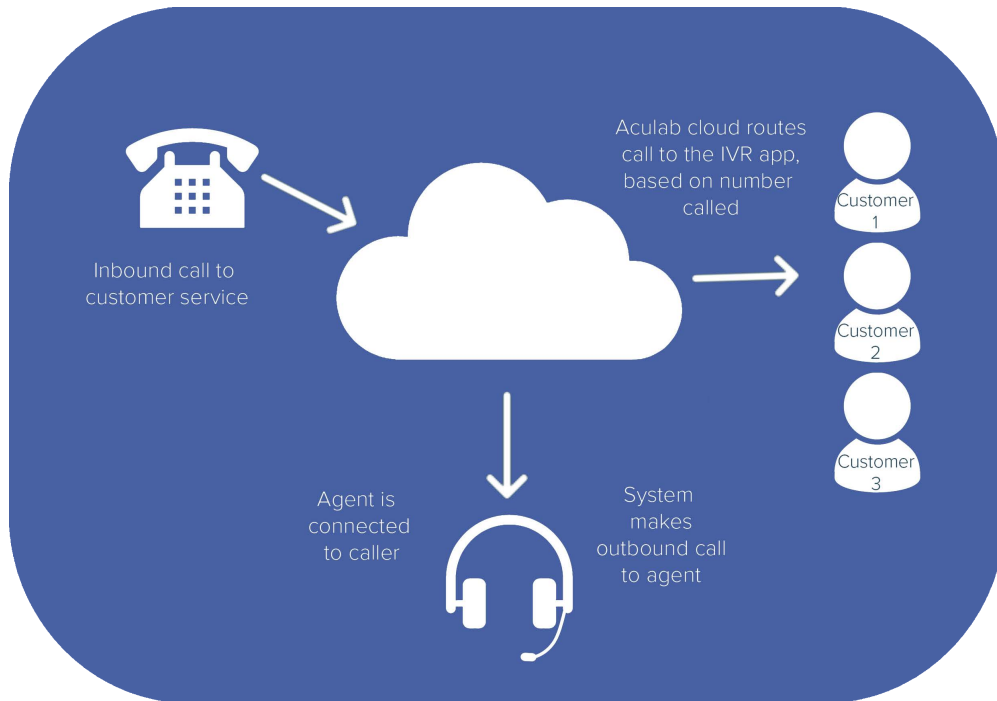 Inbound call to
customer service
Aculab cloud routes
call to the IVR app,
based on number
called
Customer
1
Customer
2
Customer
3
Agent is
connected
to caller
System
makes
outbound call
to agent